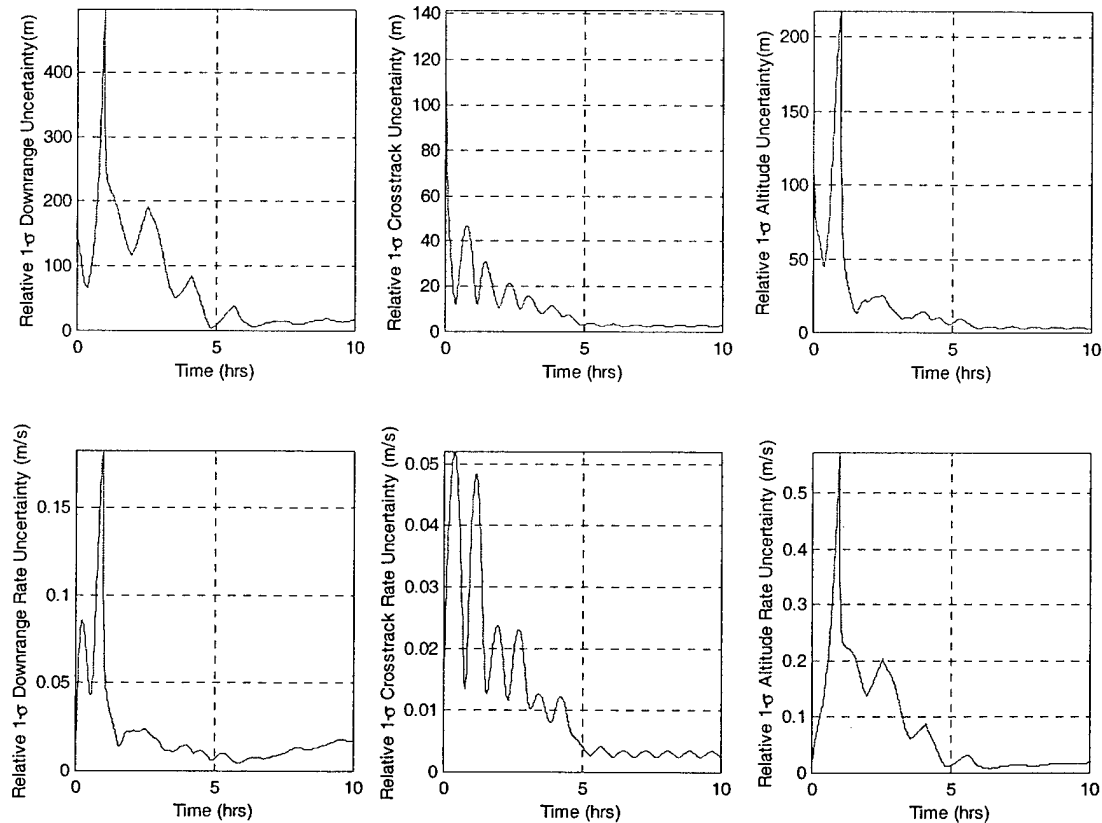 Relative 1-σ Downrange Uncertainty(m)
400
300
200
100
0
0 5 10
Time (hrs)
Relative 1-σ Crosstrack Uncertainty (m)
140
120
100
80
60
40
20
0
0 5 10
Time (hrs)
Relative 1-σ Altitude Uncertainty(m)
200
150
100
50
0
0 5 10
Time (hrs)
Relative 1-σ Downrange Rate Uncertainty (m/s)
0.15
0.1
0.05
0
0 5 10
Time (hrs)
Relative 1-σ Crosstrack Rate Uncertainty (m/s)
0.05
0.04
0.03
0.02
0.01
0
0 5 10
Time (hrs)
Relative 1-σ Altitude Rate Uncertainty (m/s)
0.5
0.4
0.3
0.2
0.1
0
0 5 10
Time (hrs)